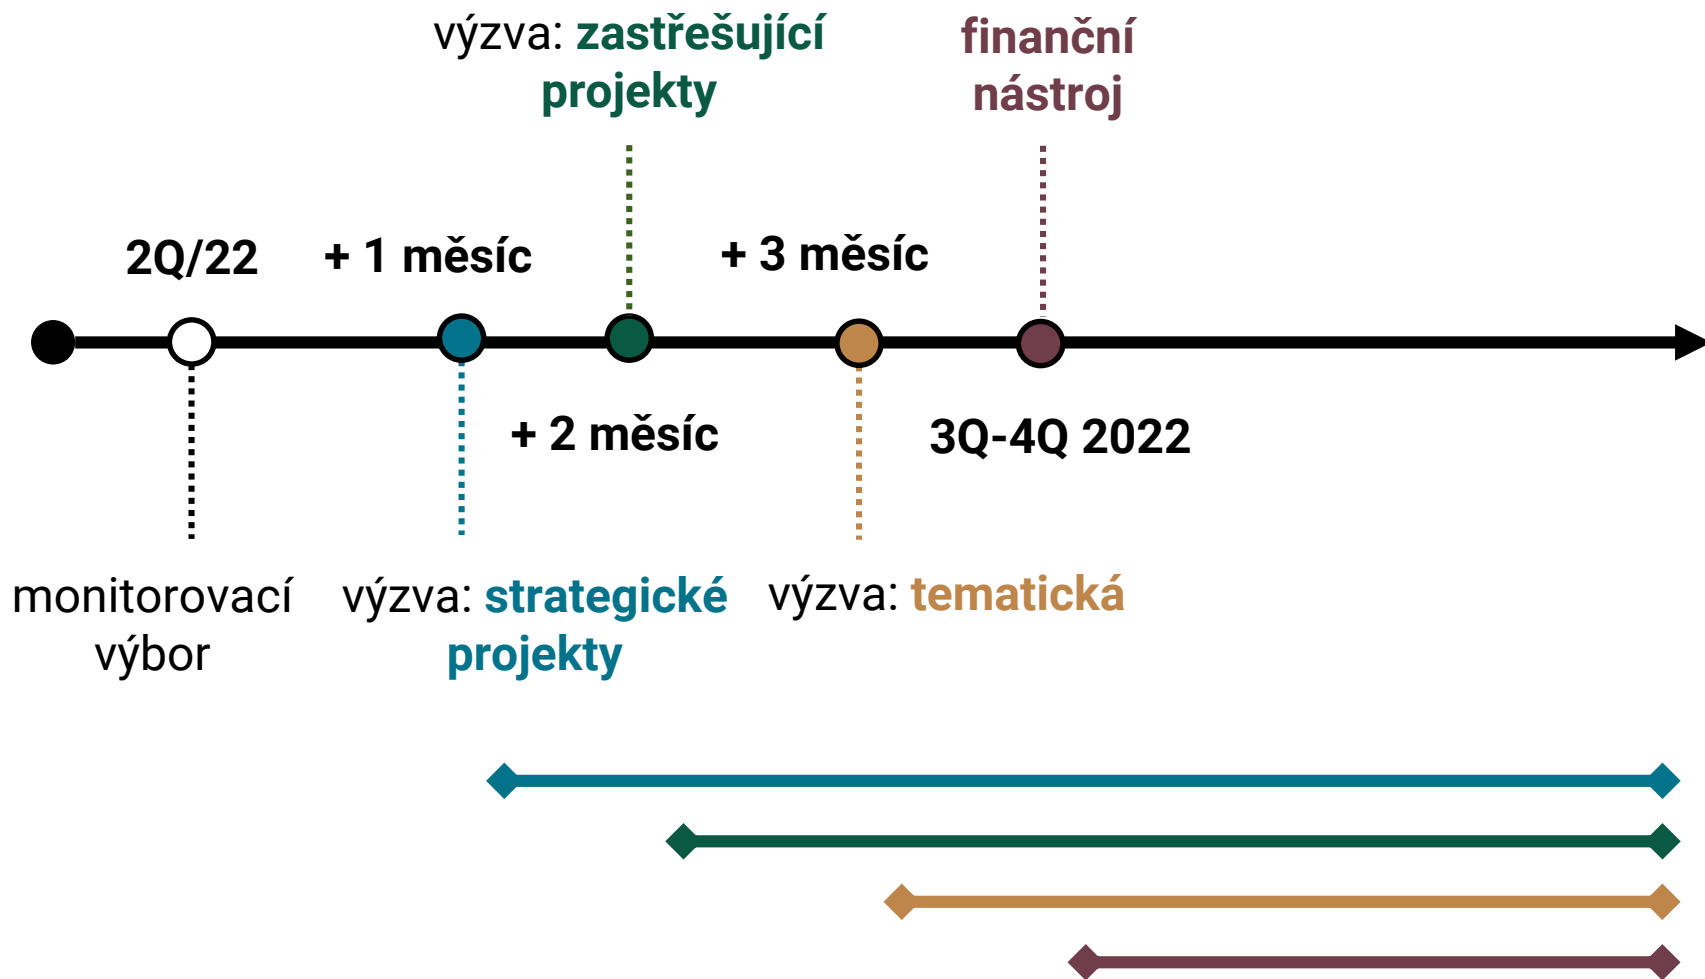 výzva: zastřešující
projekty
finanční
nástroj
2Q/22
+ 1 měsíc
+ 3 měsíc
+ 2 měsíc
3Q-4Q 2022
monitorovací
výbor
výzva: strategické
projekty
výzva: tematická